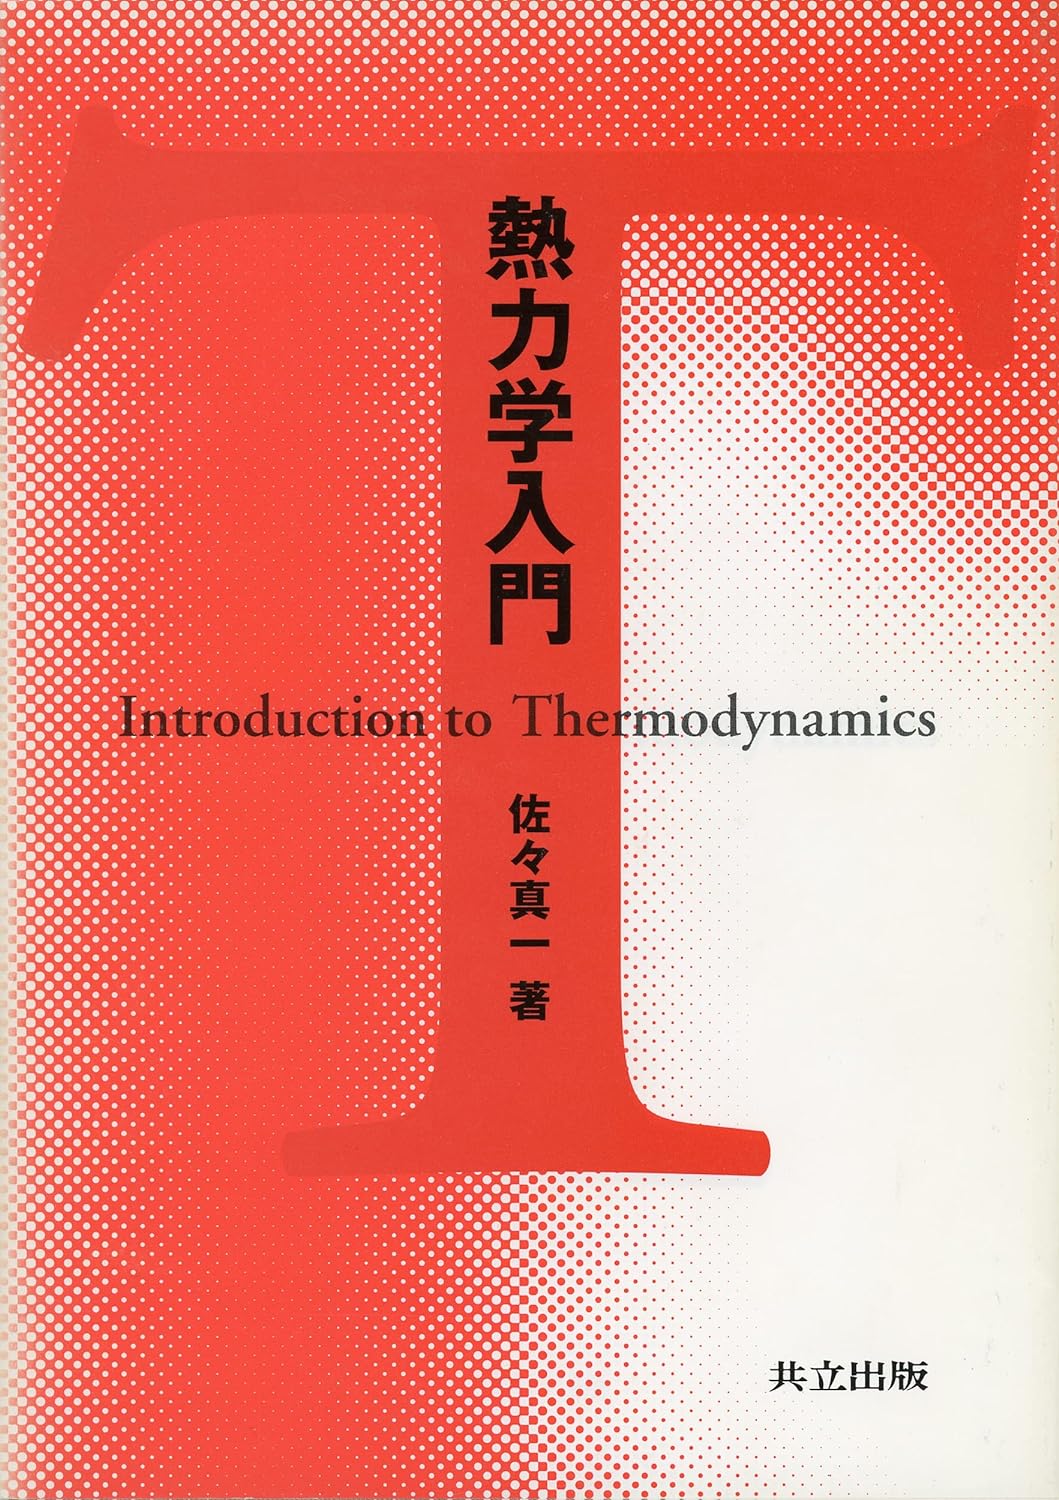 熱力学入門
Introduction to Thermodynamics
佐々真一 著
共立出版